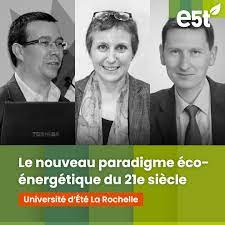 e5t
TOSHIBA
Le nouveau paradigme éco-
énergétique du 21e siècle
Université d'Été La Rochelle